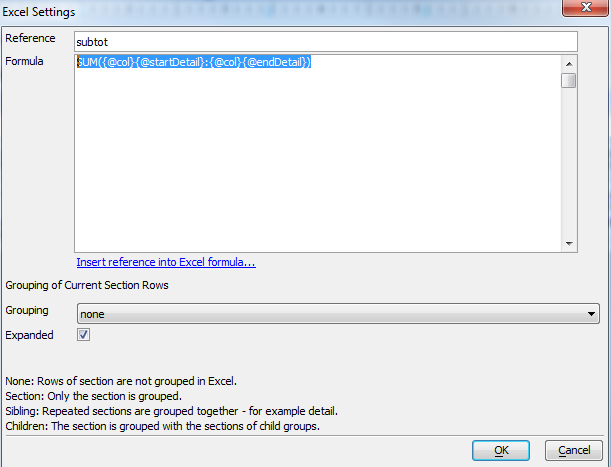 Excel Settings
Reference
subtot
Formula
SUM({@col}{@startDetail}:{@col}{@endDetail})
Insert reference into Excel formula...
Grouping of Current Section Rows
Grouping
none
Expanded
None: Rows of section are not grouped in Excel.
Section: Only the section is grouped.
Sibling: Repeated sections are grouped together - for example detail.
Children: The section is grouped with the sections of child groups.
OK
Cancel